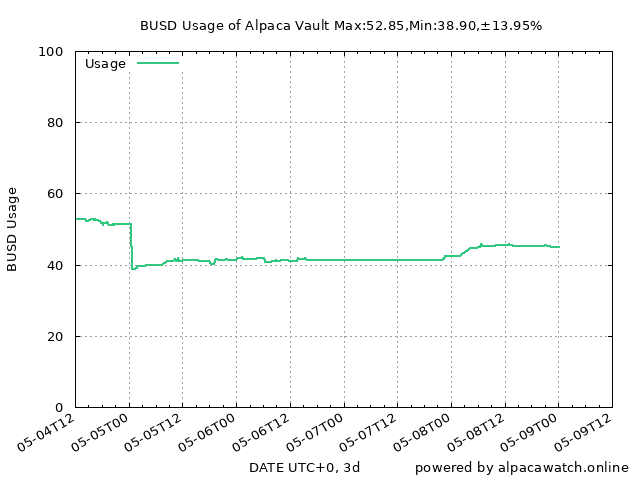 BUSD Usage of Alpaca Vault Max:52.85,Min:38.90,±13.95%
Usage
100
80
60
40
20
0
BUSD Usage
05-04T12
05-05T00
05-05T12
05-06T00
05-06T12
05-07T00
05-07T12
05-08T00
05-08T12
05-09T00
05-09T12
DATE UTC+0, 3d
powered by alpacawatch.online